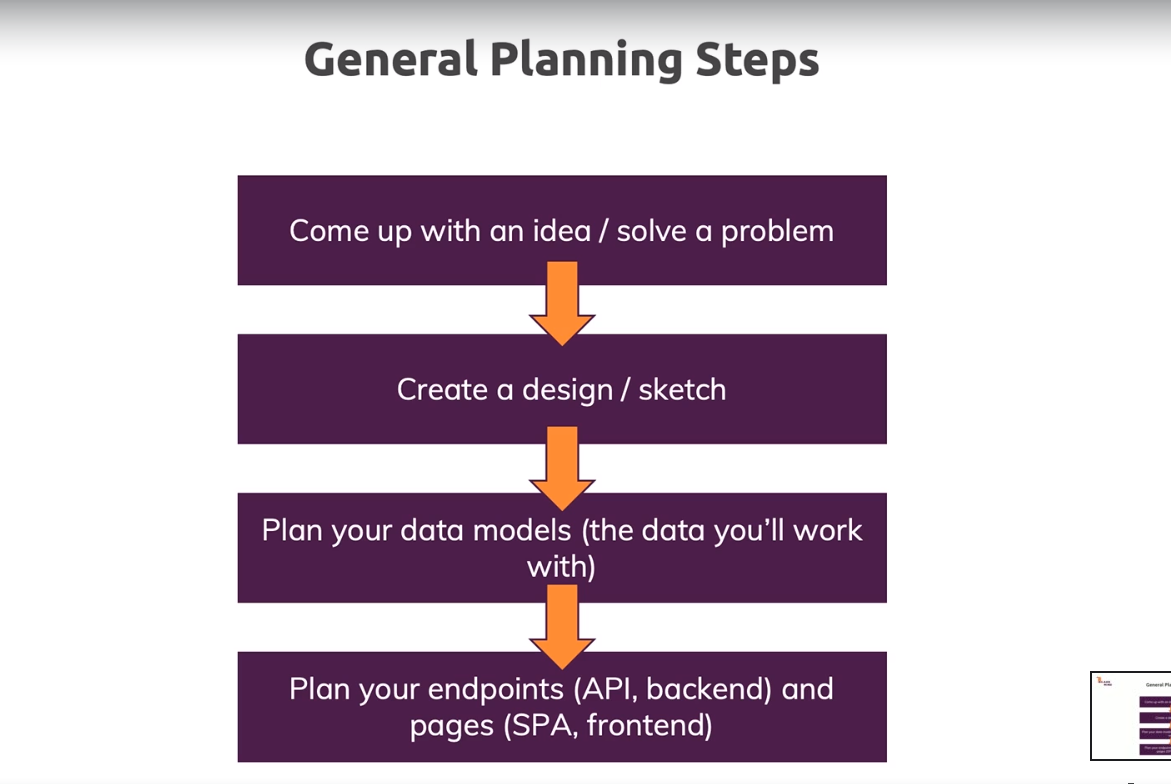 General Planning Steps
Come up with an idea / solve a problem
Create a design / sketch
Plan your data models (the data you’ll work
with)
Plan your endpoints (API, backend) and
pages (SPA, frontend)